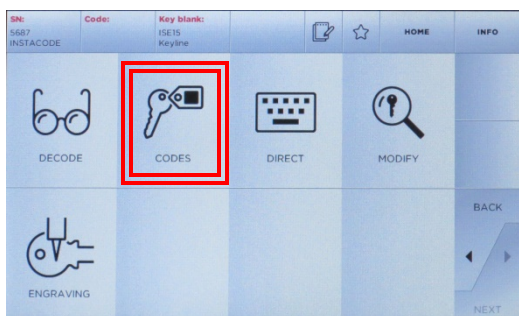 SN: Code: Key blank:
5687 ISE15
INSTACODE Keyline
HOME INFO
DECODE CODES DIRECT MODIFY
BACK
ENGRAVING
NEXT